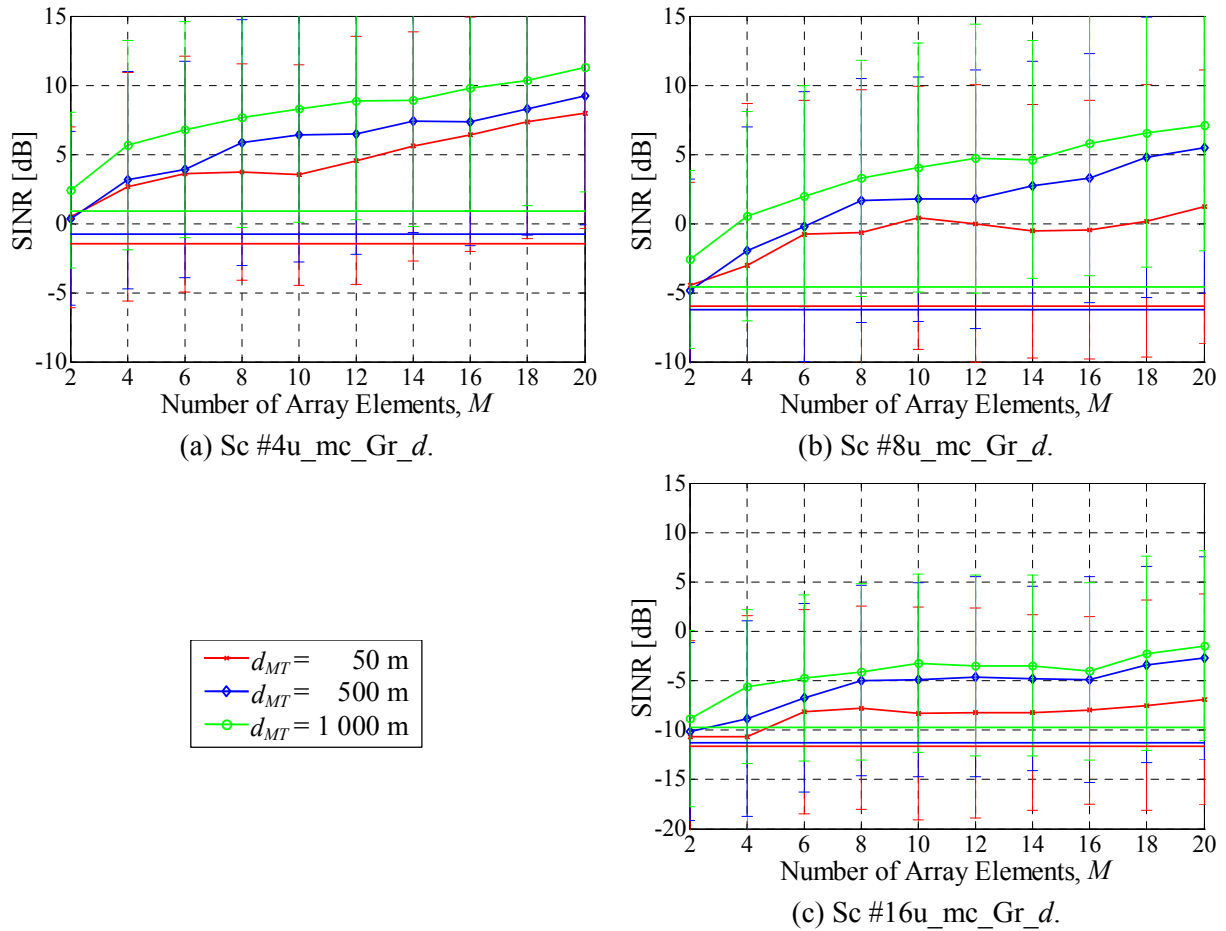 15
10
5
0
-5
-10
SINR [dB]
2 4 6 8 10 12 14 16 18 20
Number of Array Elements, M
(a) Sc #4u_mc_Gr_d.
15
10
5
0
-5
-10
SINR [dB]
2 4 6 8 10 12 14 16 18 20
Number of Array Elements, M
(b) Sc #8u_mc_Gr_d.
d_MT = 50 m
d_MT = 500 m
d_MT = 1 000 m
15
10
5
0
-5
-10
-15
-20
SINR [dB]
2 4 6 8 10 12 14 16 18 20
Number of Array Elements, M
(c) Sc #16u_mc_Gr_d.